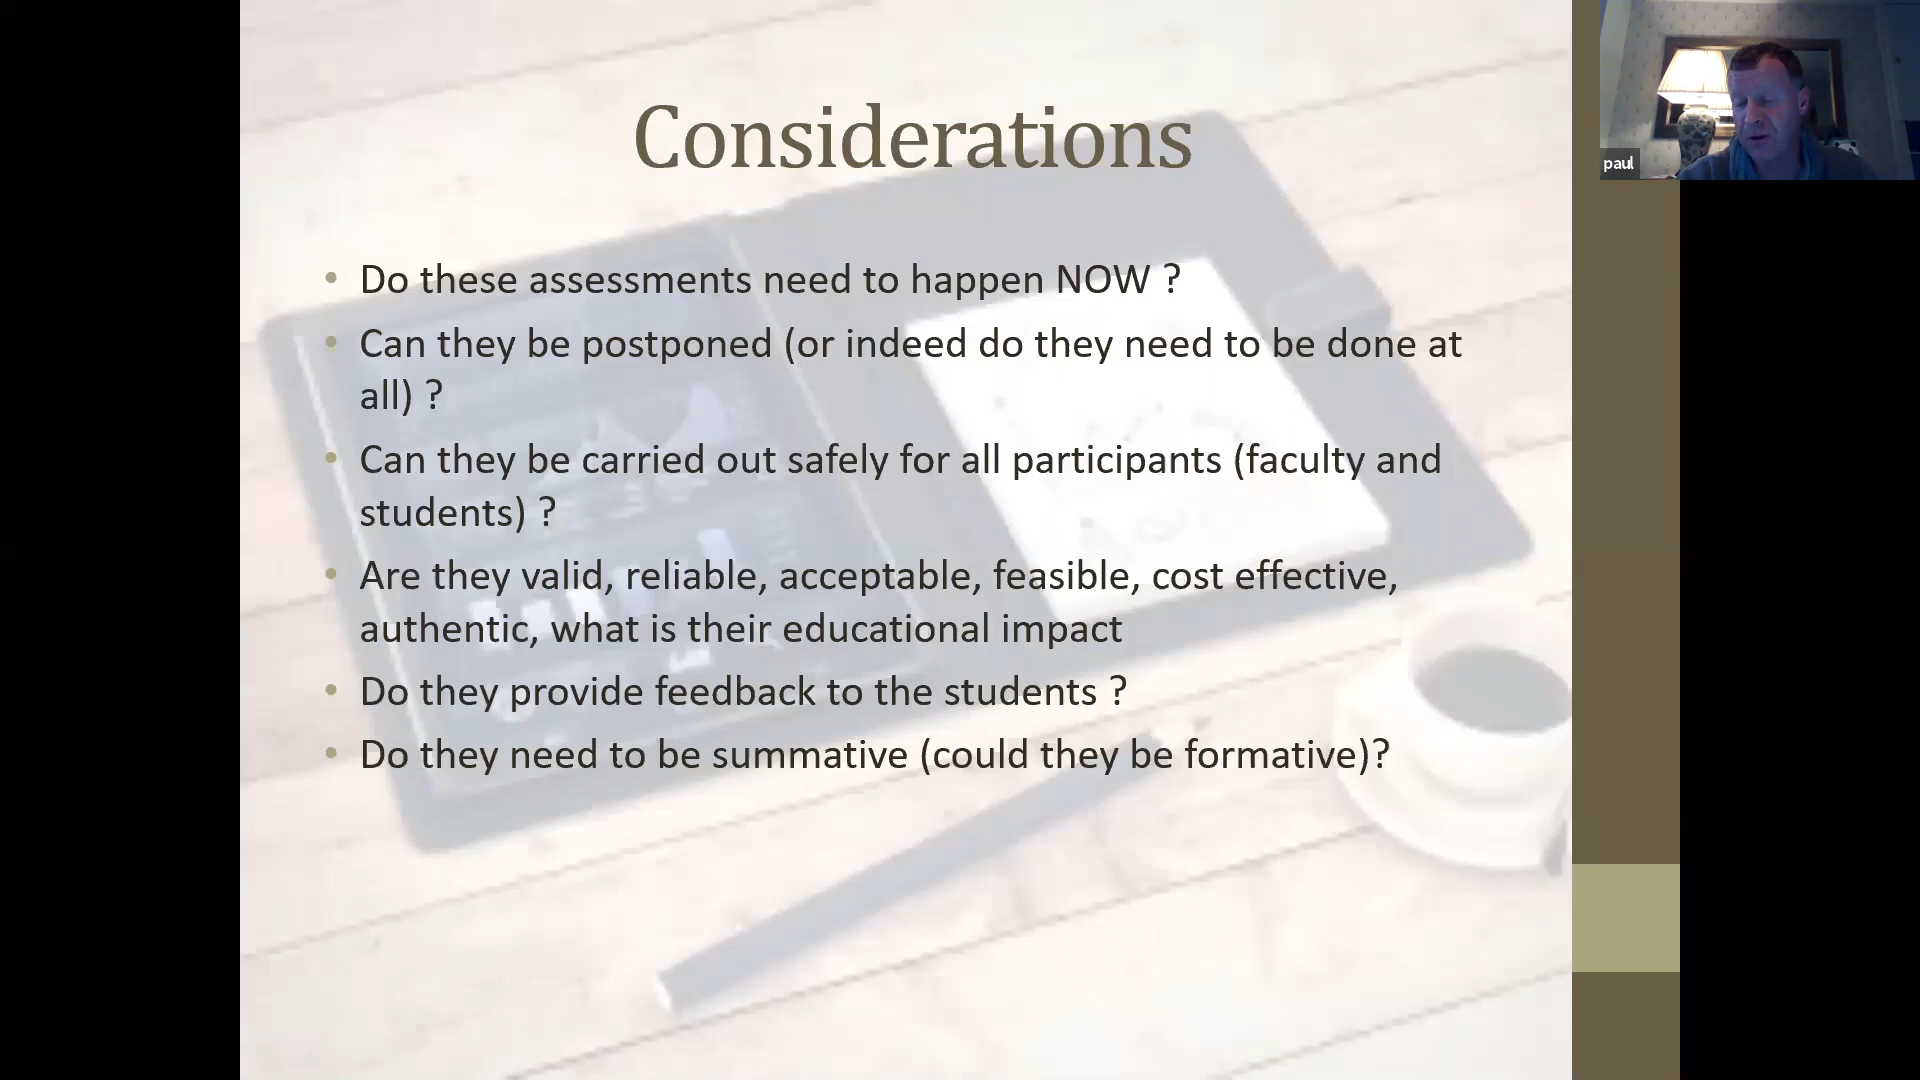 Considerations
paul
• Do these assessments need to happen NOW ?
• Can they be postponed (or indeed do they need to be done at
all) ?
• Can they be carried out safely for all participants (faculty and
students) ?
• Are they valid, reliable, acceptable, feasible, cost effective,
authentic, what is their educational impact
• Do they provide feedback to the students ?
• Do they need to be summative (could they be formative)?